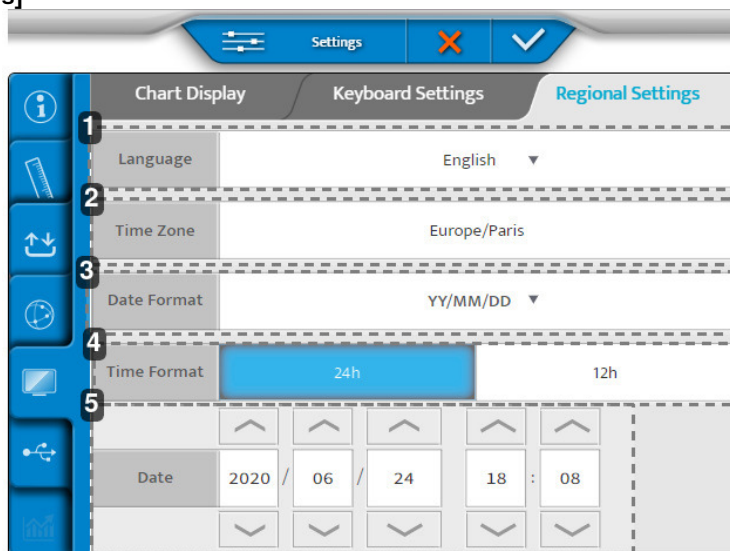 s]
Settings
Chart Display Keyboard Settings Regional Settings
1
Language English ▼
2
Time Zone Europe/Paris
3
Date Format YY/MM/DD ▼
4
Time Format 24h 12h
5
Date 2020 / 06 / 24 18 : 08